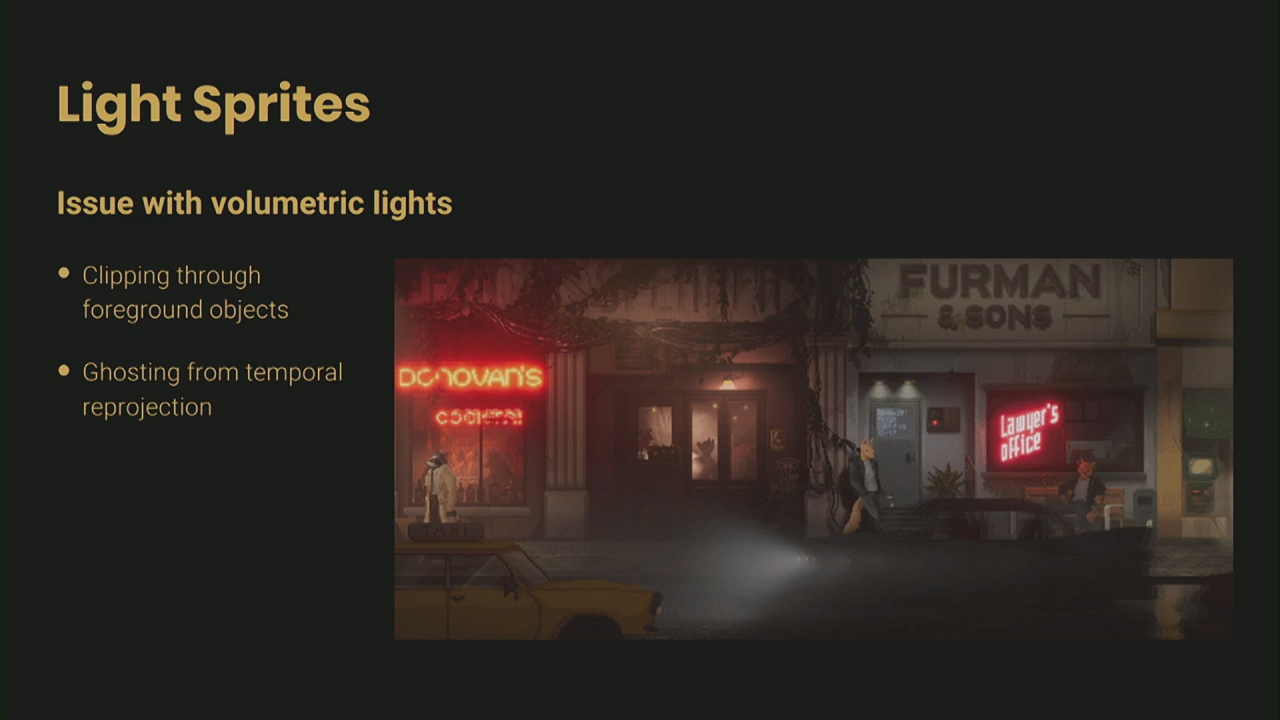 Light Sprites
Issue with volumetric lights
Clipping through
foreground objects
Ghosting from temporal
reprojection
FURMAN
& SONS
DONOVAN'S
Lawyer's
office
TAXI